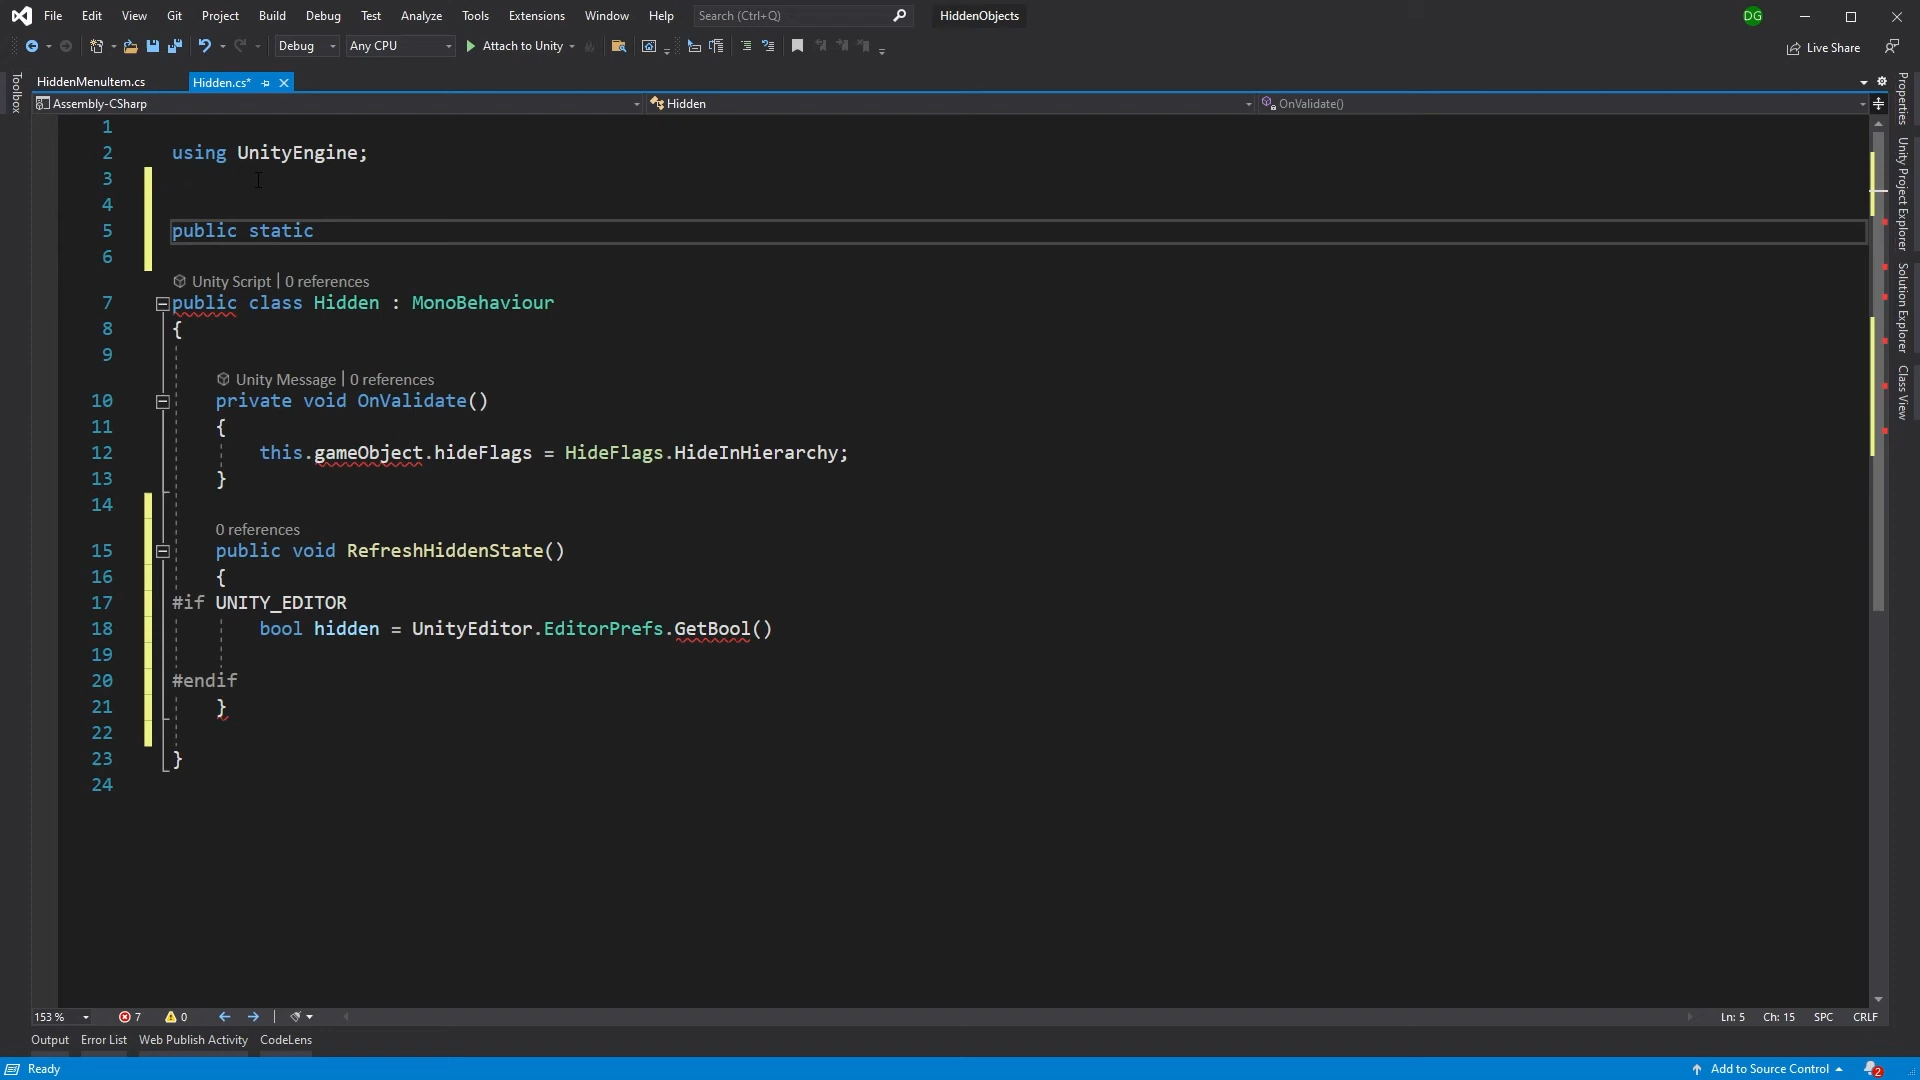 File Edit View Git Project Build Debug Test Analyze Tools Extensions Window Help Search (Ctrl+Q) HiddenObjects DG
Debug Any CPU Attach to Unity Live Share
HiddenMenuItem.cs Hidden.cs*
Assembly-CSharp Hidden OnValidate()
Toolbox
Properties
Unity Project Explorer
Solution Explorer
Class View
1
2 using UnityEngine;
3
4
5 public static
6
Unity Script | 0 references
7 public class Hidden : MonoBehaviour
8 {
9
Unity Message | 0 references
10 private void OnValidate()
11 {
12 this.gameObject.hideFlags = HideFlags.HideInHierarchy;
13 }
14
0 references
15 public void RefreshHiddenState()
16 {
17 #if UNITY_EDITOR
18 bool hidden = UnityEditor.EditorPrefs.GetBool()
19
20 #endif
21 }
22
23 }
24
153 % 7 0 Ln: 5 Ch: 15 SPC CRLF
Output Error List Web Publish Activity CodeLens
Ready Add to Source Control 2